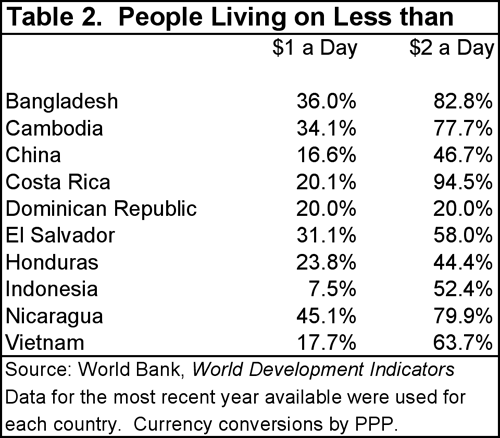 Table 2. People Living on Less than
$1 a Day $2 a Day
Bangladesh 36.0% 82.8%
Cambodia 34.1% 77.7%
China 16.6% 46.7%
Costa Rica 20.1% 94.5%
Dominican Republic 20.0% 20.0%
El Salvador 31.1% 58.0%
Honduras 23.8% 44.4%
Indonesia 7.5% 52.4%
Nicaragua 45.1% 79.9%
Vietnam 17.7% 63.7%
Source: World Bank, World Development Indicators
Data for the most recent year available were used for
each country. Currency conversions by PPP.